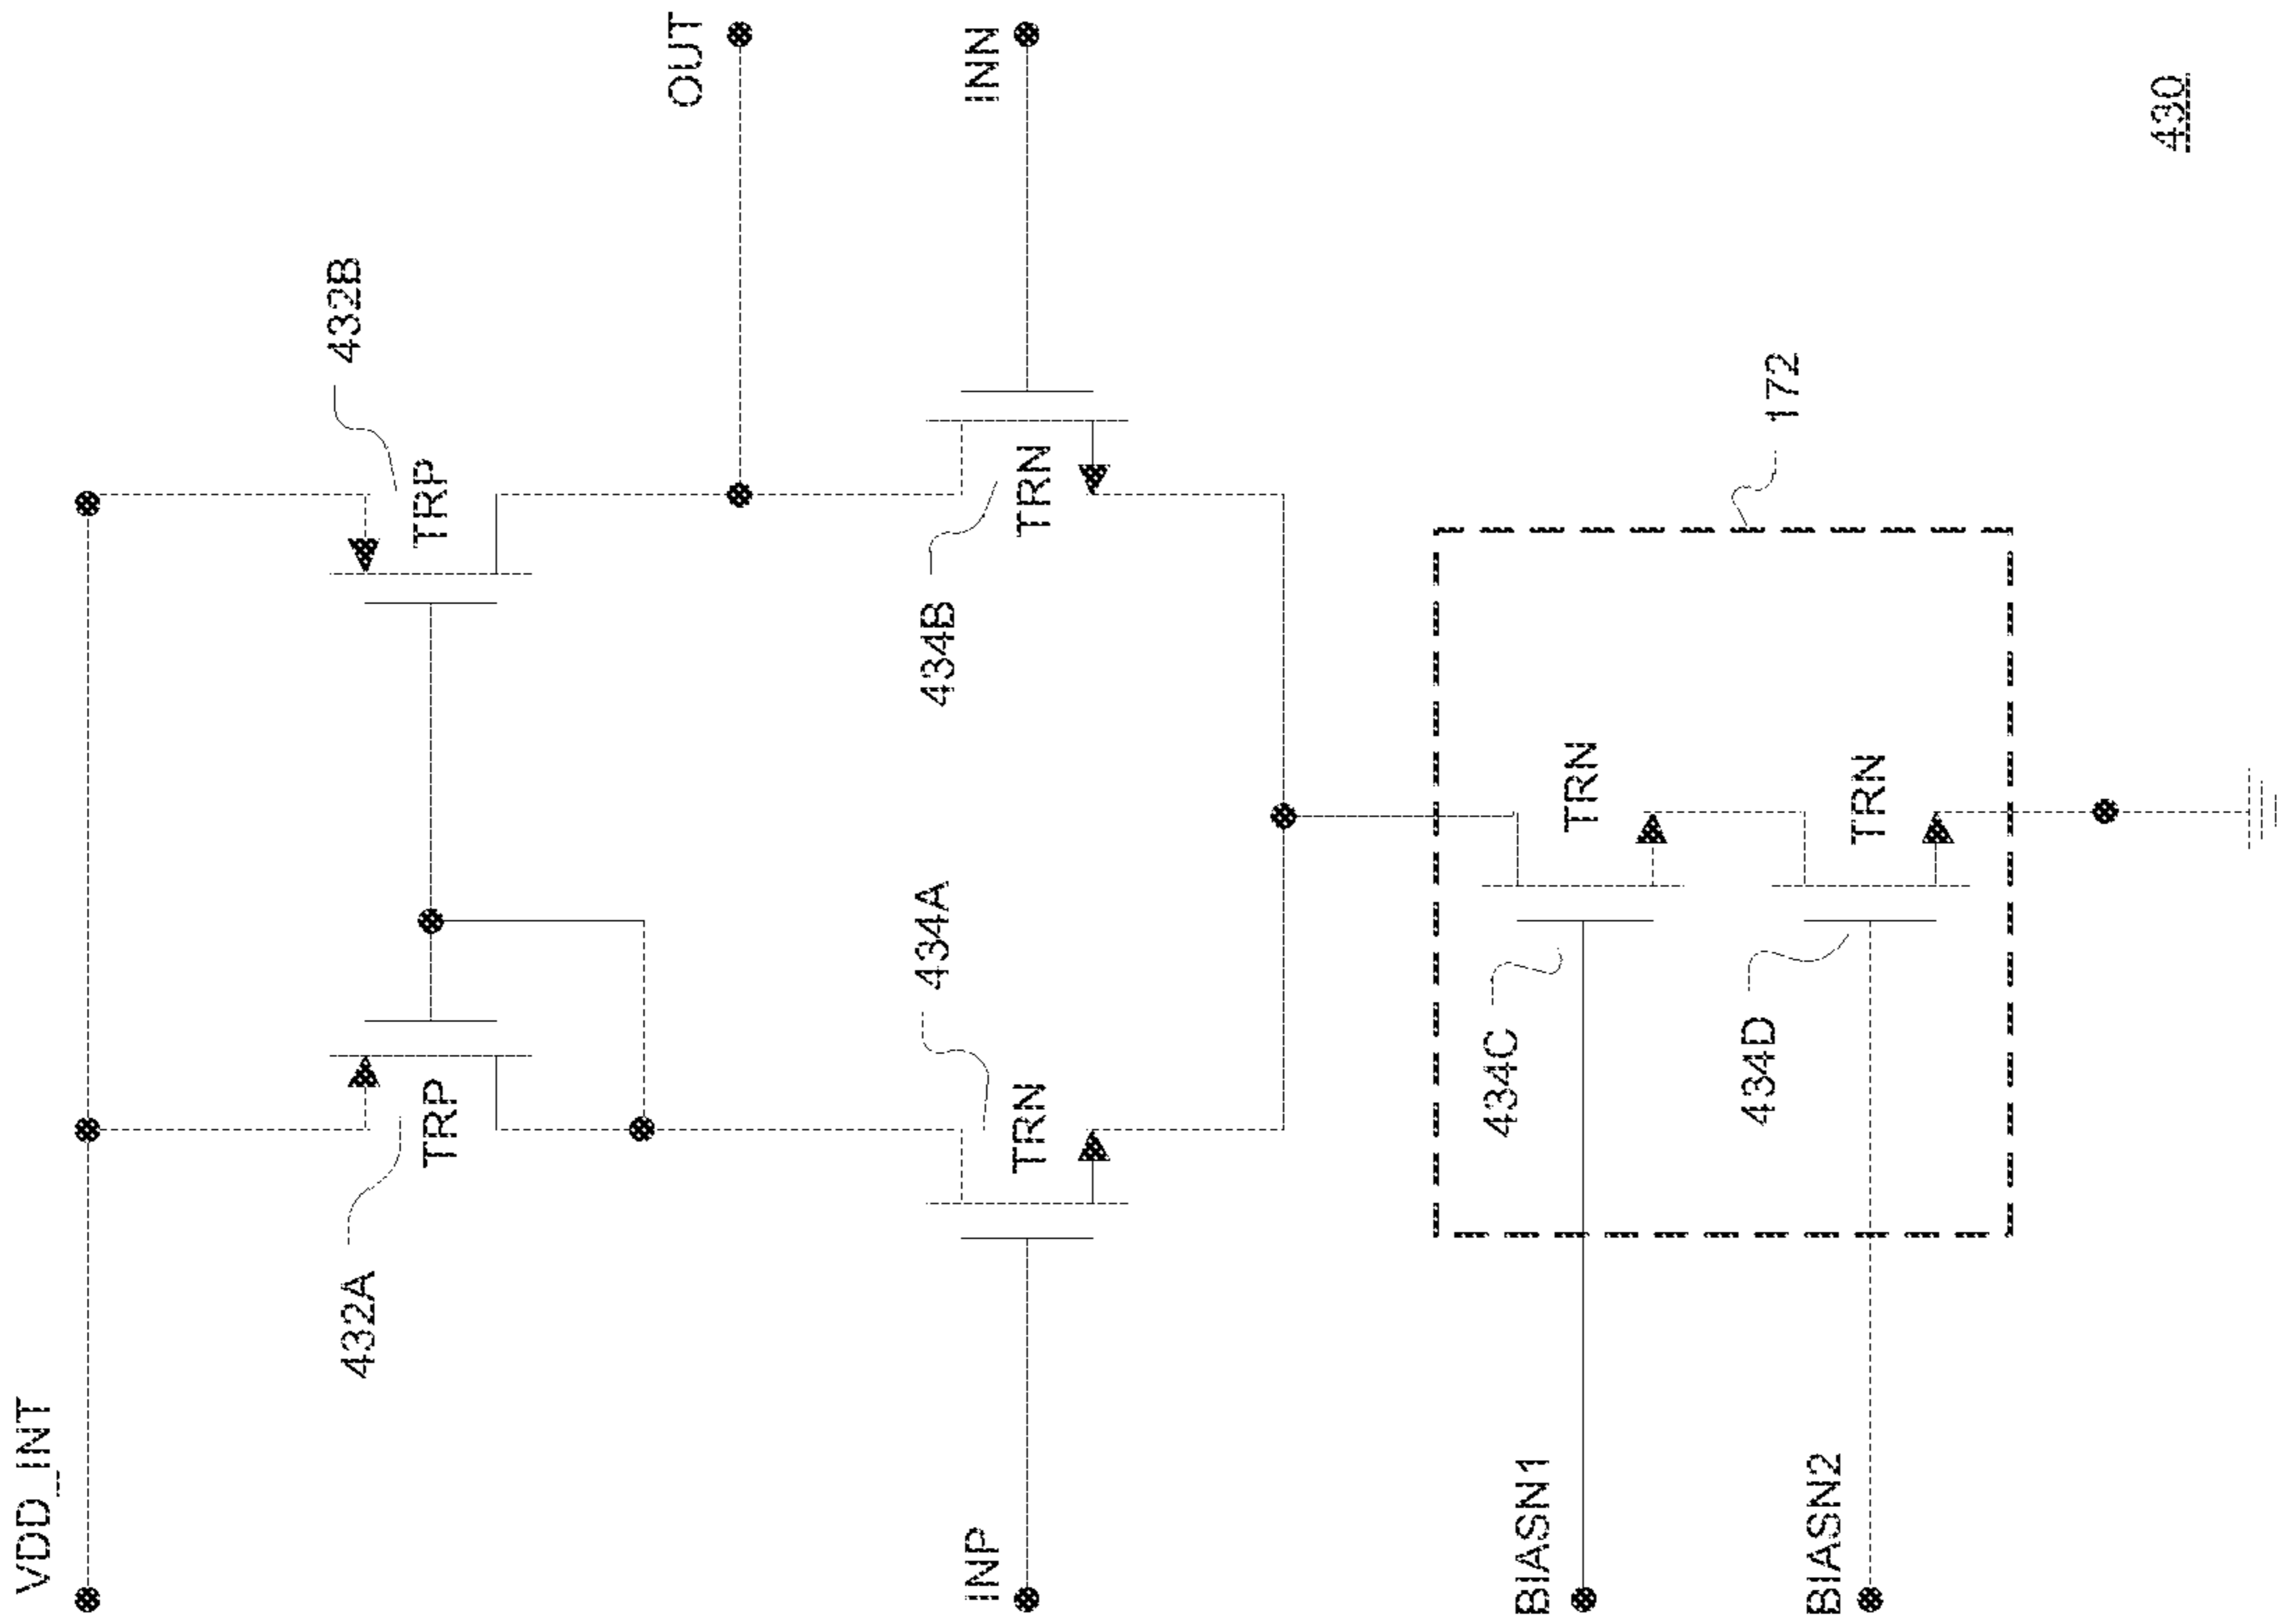 VDD_INT
432A
TRP
432B
TRP
OUT
INP
434A
TRN
434B
TRN
INN
BIASN1
434C
TRN
172
BIASN2
434D
TRN
430